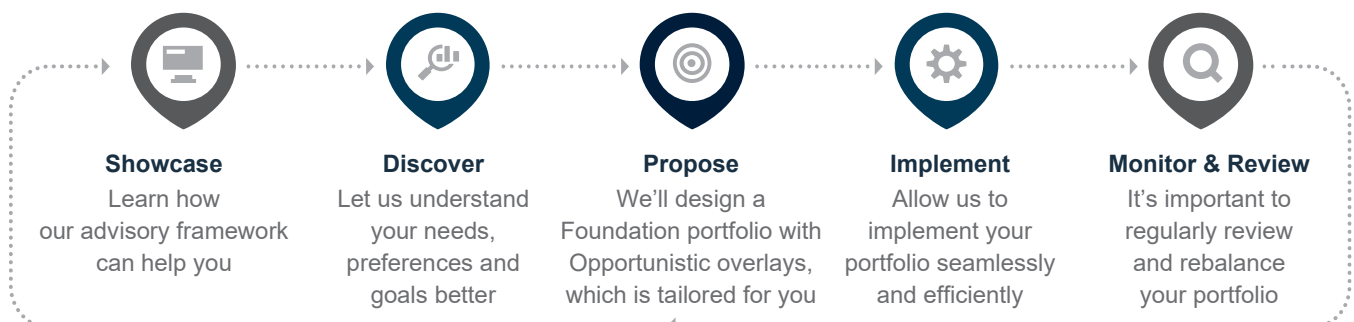 Showcase
Learn how
our advisory framework
can help you
Discover
Let us understand
your needs,
preferences and
goals better
Propose
We’ll design a
Foundation portfolio with
Opportunistic overlays,
which is tailored for you
Implement
Allow us to
implement your
portfolio seamlessly
and efficiently
Monitor & Review
It’s important to
regularly review
and rebalance
your portfolio